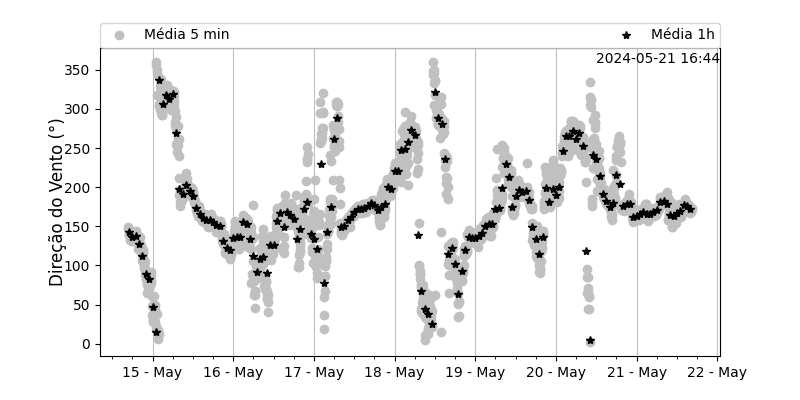 Média 5 min
Média 1h
2024-05-21 16:44
Direção do Vento (°)
350
300
250
200
150
100
50
0
15 - May
16 - May
17 - May
18 - May
19 - May
20 - May
21 - May
22 - May